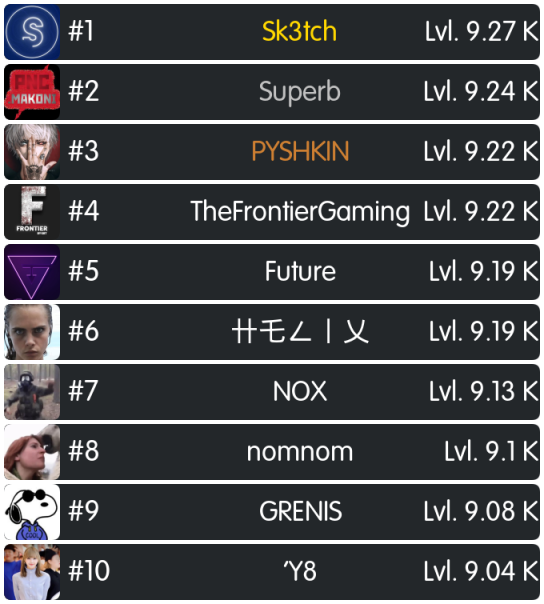 #1 Sk3tch Lvl. 9.27 K
PNG
MAKONI
#2 Superb Lvl. 9.24 K
#3 PYSHKIN Lvl. 9.22 K
F
FRONTIER
#4 TheFrontierGaming Lvl. 9.22 K
#5 Future Lvl. 9.19 K
#6 卄乇ㄥ丨乂 Lvl. 9.19 K
#7 NOX Lvl. 9.13 K
#8 nomnom Lvl. 9.1 K
#9 GRENIS Lvl. 9.08 K
#10 ’Y8 Lvl. 9.04 K